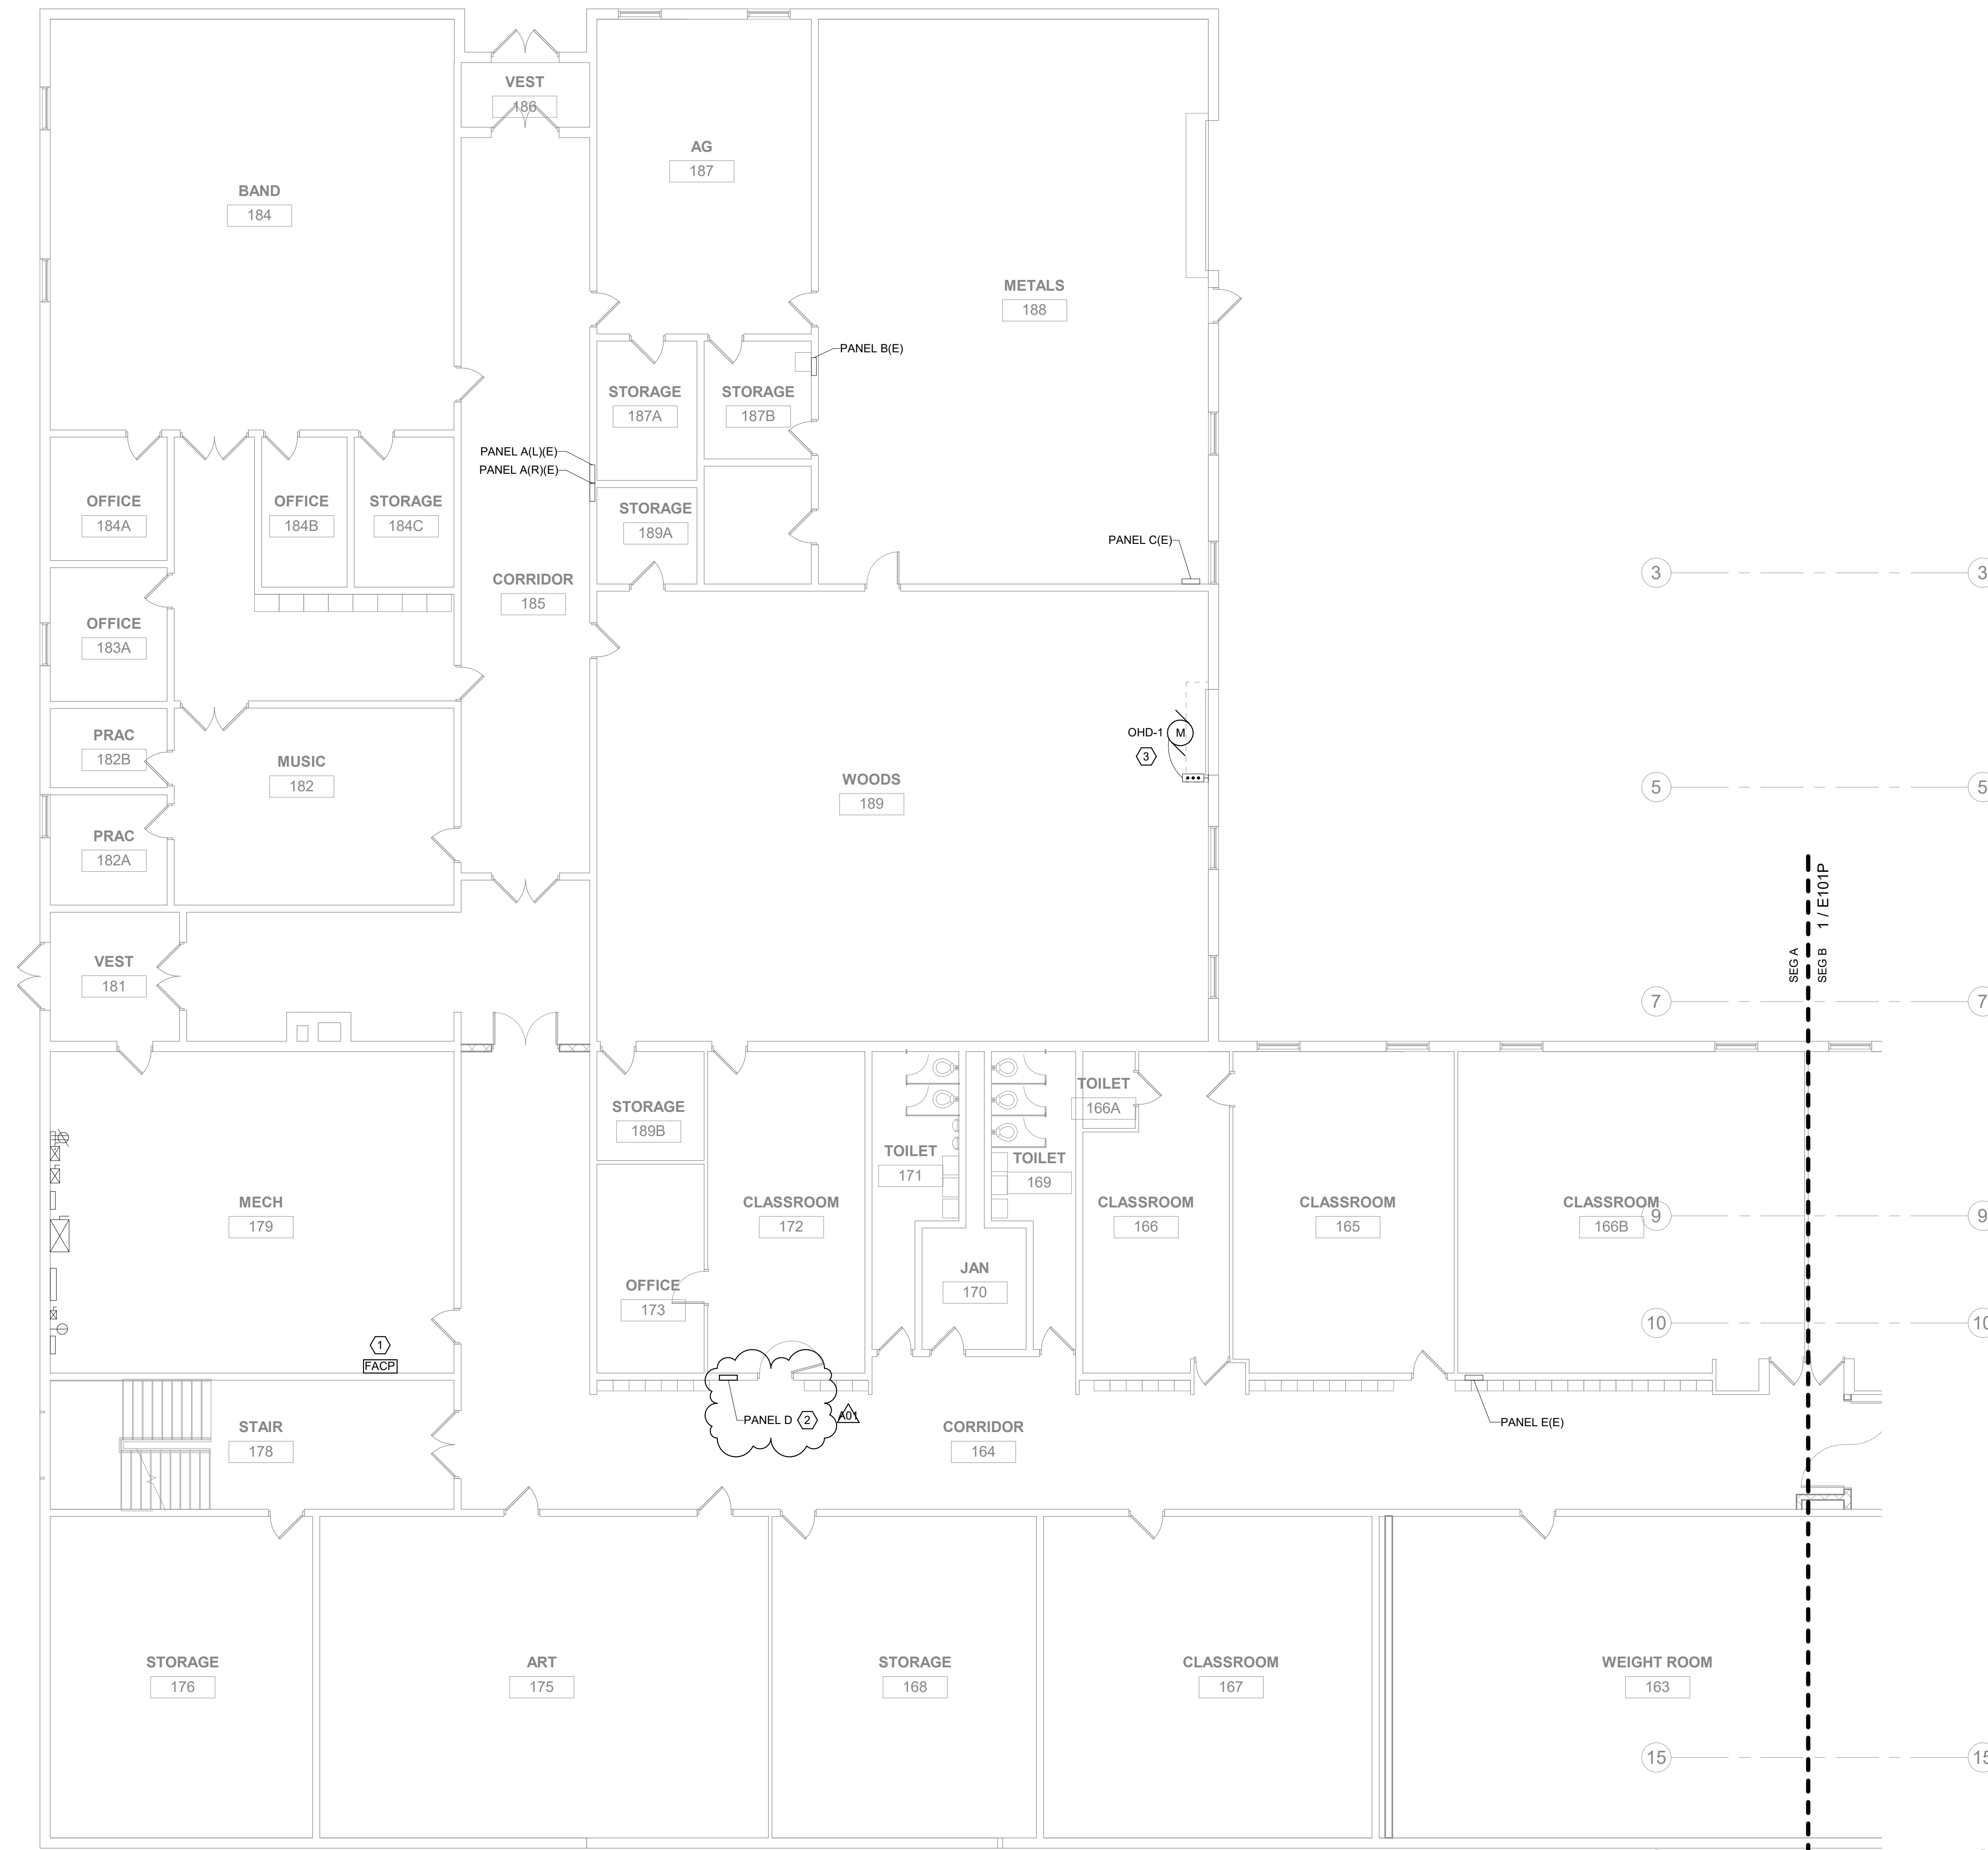 VEST
186
AG
187
BAND
184
METALS
188
PANEL B(E)
STORAGE
187A
STORAGE
187B
PANEL A(L)(E)
PANEL A(R)(E)
OFFICE
184A
OFFICE
184B
STORAGE
184C
STORAGE
189A
PANEL C(E)
CORRIDOR
185
3
3
OFFICE
183A
PRAC
182B
MUSIC
182
OHD-1
M
3
WOODS
189
5
5
PRAC
182A
VEST
181
SEG A
SEG B
1 / E101P
7
7
STORAGE
189B
TOILET
166A
TOILET
171
TOILET
169
MECH
179
CLASSROOM
172
CLASSROOM
166
CLASSROOM
165
CLASSROOM
166B
9
9
JAN
170
OFFICE
173
10
10
1
FACP
PANEL D
2
A01
PANEL E(E)
STAIR
178
CORRIDOR
164
STORAGE
176
ART
175
STORAGE
168
CLASSROOM
167
WEIGHT ROOM
163
15
15